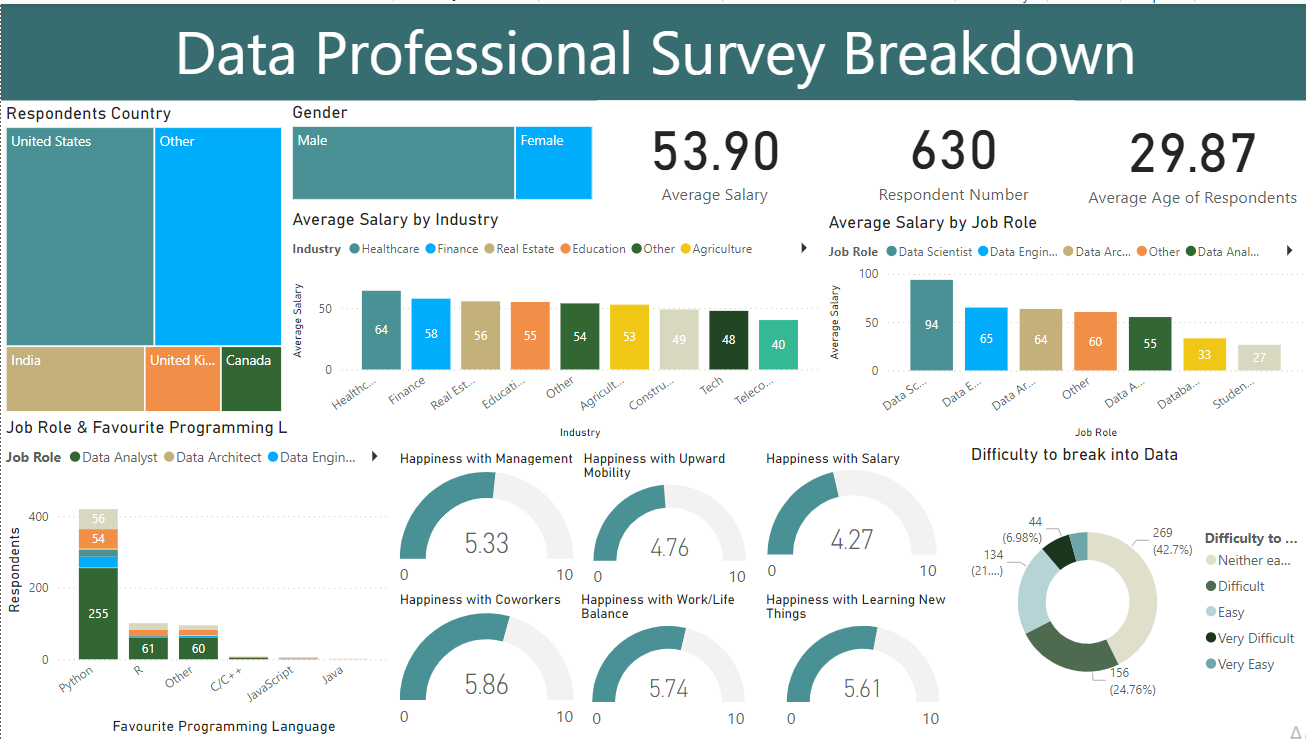 Data Professional Survey Breakdown
Respondents Country
United States
Other
India
United Ki...
Canada
Gender
Male
Female
53.90
Average Salary
630
Respondent Number
29.87
Average Age of Respondents
Average Salary by Industry
Industry Healthcare Finance Real Estate Education Other Agriculture
Average Salary
50
0
64
58
56
55
54
53
49
48
40
Healthc...
Finance
Real Est...
Educati...
Other
Agricult...
Constru...
Tech
Teleco...
Industry
Average Salary by Job Role
Job Role Data Scientist Data Engin... Data Arc... Other Data Anal...
Average Salary
100
50
0
94
65
64
60
55
33
27
Data Sc...
Data E...
Data Ar...
Other
Data A...
Databa...
Studen...
Job Role
Job Role & Favourite Programming L
Job Role Data Analyst Data Architect Data Engin...
Respondents
400
200
0
56
54
255
61
60
Python
R
Other
C/C++
JavaScript
Java
Favourite Programming Language
Happiness with Management
5.33
0
10
Happiness with Upward
Mobility
4.76
0
10
Happiness with Salary
4.27
0
10
Happiness with Coworkers
5.86
0
10
Happiness with Work/Life
Balance
5.74
0
10
Happiness with Learning New
Things
5.61
0
10
Difficulty to break into Data
44
(6.98%)
134
(21....)
269
(42.7%)
156
(24.76%)
Difficulty to ...
Neither ea...
Difficult
Easy
Very Difficult
Very Easy